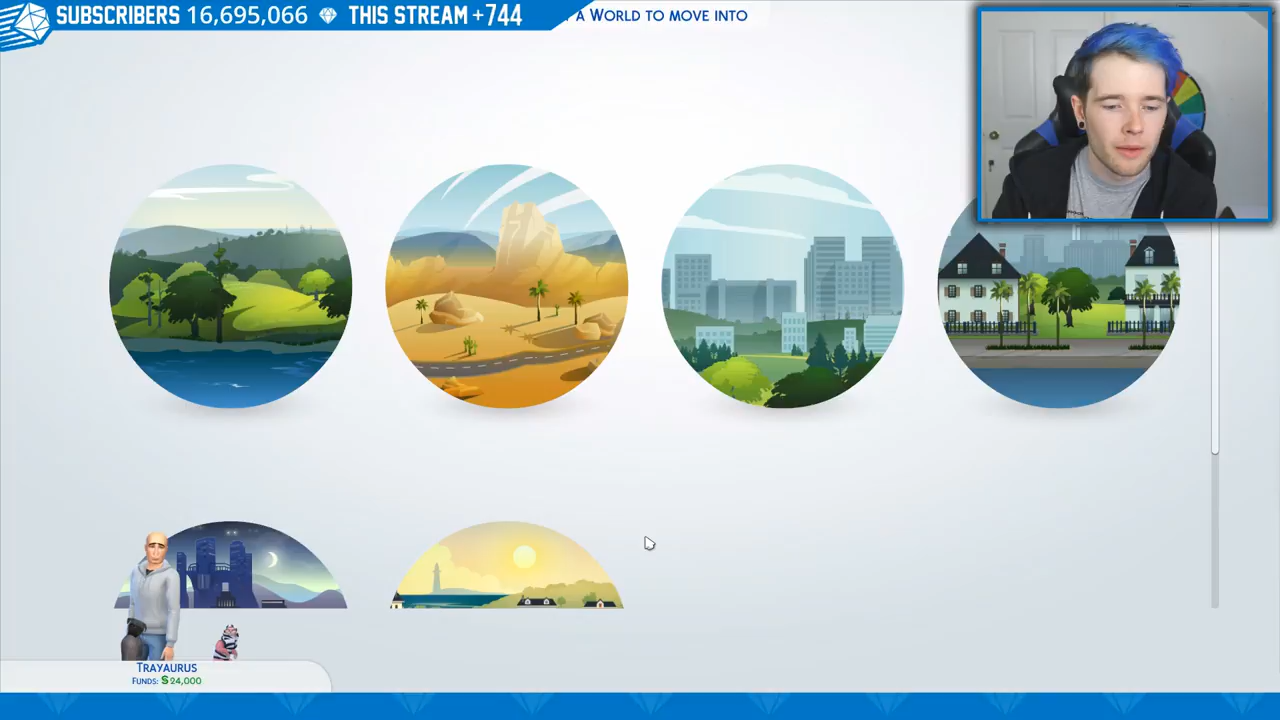 SUBSCRIBERS 16,695,066 THIS STREAM +744
A WORLD TO MOVE INTO
TRAYAURUS
FUNDS: $24,000